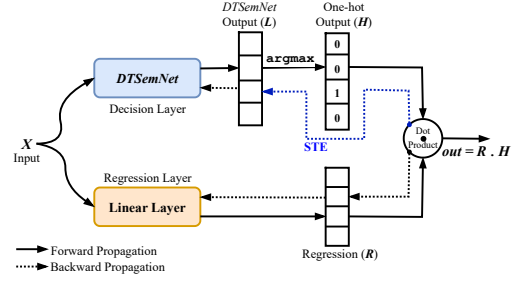 DTSemNet
Output (L)
One-hot
Output (H)
DTSemNet
Decision Layer
argmax
0
0
1
0
STE
X
Input
Dot
Product
out = R . H
Regression Layer
Linear Layer
Regression (R)
Forward Propagation
Backward Propagation